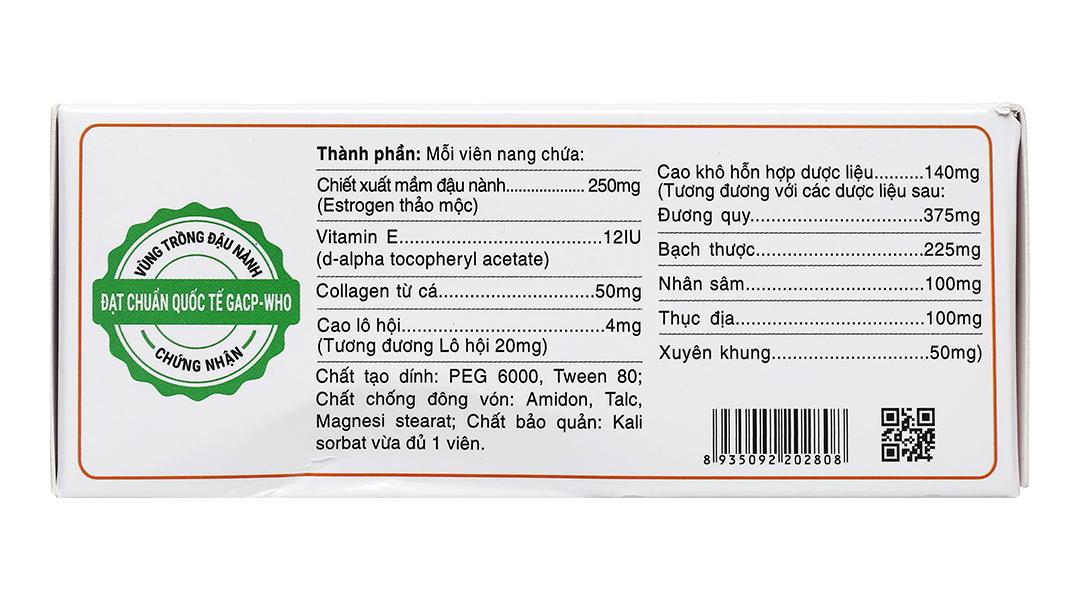 VÙNG TRỒNG ĐẬU NÀNH
ĐẠT CHUẨN QUỐC TẾ GACP-WHO
CHỨNG NHẬN
Thành phần: Mỗi viên nang chứa:
Chiết xuất mầm đậu nành................... 250mg
(Estrogen thảo mộc)
Vitamin E....................................12IU
(d-alpha tocopheryl acetate)
Collagen từ cá...........................50mg
Cao lô hội....................................4mg
(Tương đương Lô hội 20mg)
Chất tạo dính: PEG 6000, Tween 80;
Chất chống đông vón: Amidon, Talc,
Magnesi stearat; Chất bảo quản: Kali
sorbat vừa đủ 1 viên.
Cao khô hỗn hợp dược liệu..........140mg
(Tương đương với các dược liệu sau:
Đương quy...............................375mg
Bạch thược..............................225mg
Nhân sâm................................100mg
Thục địa..................................100mg
Xuyên khung............................50mg)
8 935092 202808